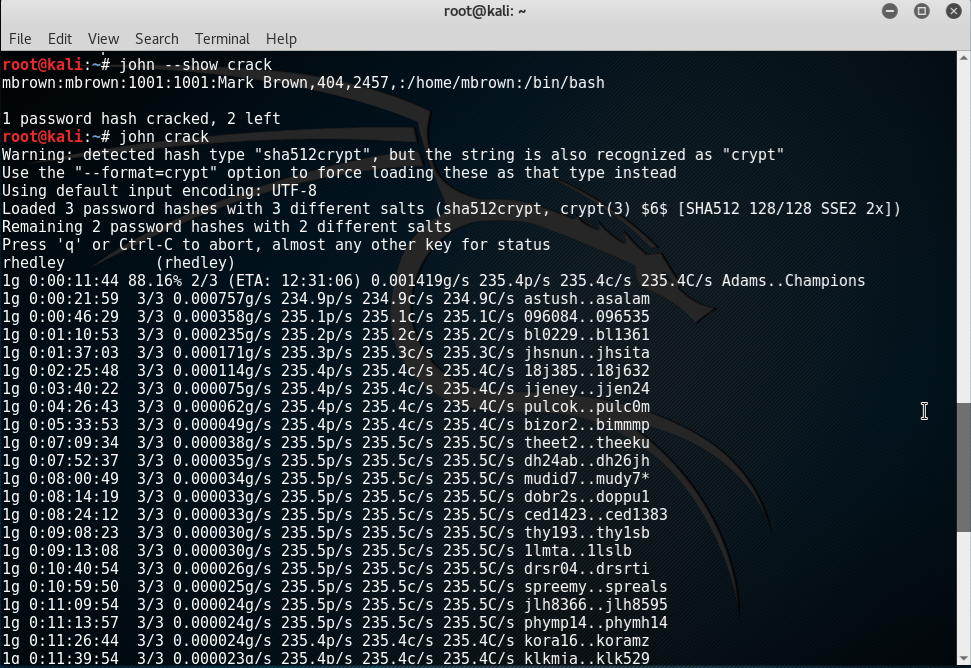 root@kali: ~
File Edit View Search Terminal Help
root@kali:~# john --show crack
mbrown:mbrown:1001:1001:Mark Brown,404,2457,:/home/mbrown:/bin/bash
1 password hash cracked, 2 left
root@kali:~# john crack
Warning: detected hash type "sha512crypt", but the string is also recognized as "crypt"
Use the "--format=crypt" option to force loading these as that type instead
Using default input encoding: UTF-8
Loaded 3 password hashes with 3 different salts (sha512crypt, crypt(3) $6$ [SHA512 128/128 SSE2 2x])
Remaining 2 password hashes with 2 different salts
Press 'q' or Ctrl-C to abort, almost any other key for status
rhedley          (rhedley)
1g 0:00:11:44 88.16% 2/3 (ETA: 12:31:06) 0.001419g/s 235.4p/s 235.4c/s 235.4C/s Adams..Champions
1g 0:00:21:59  3/3 0.000757g/s 234.9p/s 234.9c/s 234.9C/s astush..asalam
1g 0:00:46:29  3/3 0.000358g/s 235.1p/s 235.1c/s 235.1C/s 096084..096535
1g 0:01:10:53  3/3 0.000235g/s 235.2p/s 235.2c/s 235.2C/s bl0229..bl1361
1g 0:01:37:03  3/3 0.000171g/s 235.3p/s 235.3c/s 235.3C/s jhsnun..jhsita
1g 0:02:25:48  3/3 0.000114g/s 235.4p/s 235.4c/s 235.4C/s 18j385..18j632
1g 0:03:40:22  3/3 0.000075g/s 235.4p/s 235.4c/s 235.4C/s jjeney..jjen24
1g 0:04:26:43  3/3 0.000062g/s 235.4p/s 235.4c/s 235.4C/s pulcok..pulc0m
1g 0:05:33:53  3/3 0.000049g/s 235.4p/s 235.4c/s 235.4C/s bizor2..bimmmp
1g 0:07:09:34  3/3 0.000038g/s 235.5p/s 235.5c/s 235.5C/s theet2..theeku
1g 0:07:52:37  3/3 0.000035g/s 235.5p/s 235.5c/s 235.5C/s dh24ab..dh26jh
1g 0:08:00:49  3/3 0.000034g/s 235.5p/s 235.5c/s 235.5C/s mudid7..mudy7*
1g 0:08:14:19  3/3 0.000033g/s 235.5p/s 235.5c/s 235.5C/s dobr2s..doppu1
1g 0:08:24:12  3/3 0.000033g/s 235.5p/s 235.5c/s 235.5C/s ced1423..ced1383
1g 0:09:08:23  3/3 0.000030g/s 235.5p/s 235.5c/s 235.5C/s thy193..thy1sb
1g 0:09:13:08  3/3 0.000030g/s 235.5p/s 235.5c/s 235.5C/s 1lmta..1lslb
1g 0:10:40:54  3/3 0.000026g/s 235.5p/s 235.5c/s 235.5C/s drsr04..drsrti
1g 0:10:59:50  3/3 0.000025g/s 235.5p/s 235.5c/s 235.5C/s spreemy..spreals
1g 0:11:09:54  3/3 0.000024g/s 235.5p/s 235.5c/s 235.5C/s jlh8366..jlh8595
1g 0:11:13:57  3/3 0.000024g/s 235.5p/s 235.5c/s 235.5C/s phymp14..phymh14
1g 0:11:26:44  3/3 0.000024g/s 235.4p/s 235.4c/s 235.4C/s kora16..koramz
1g 0:11:39:54  3/3 0.000023g/s 235.4p/s 235.4c/s 235.4C/s klkmia..klk529